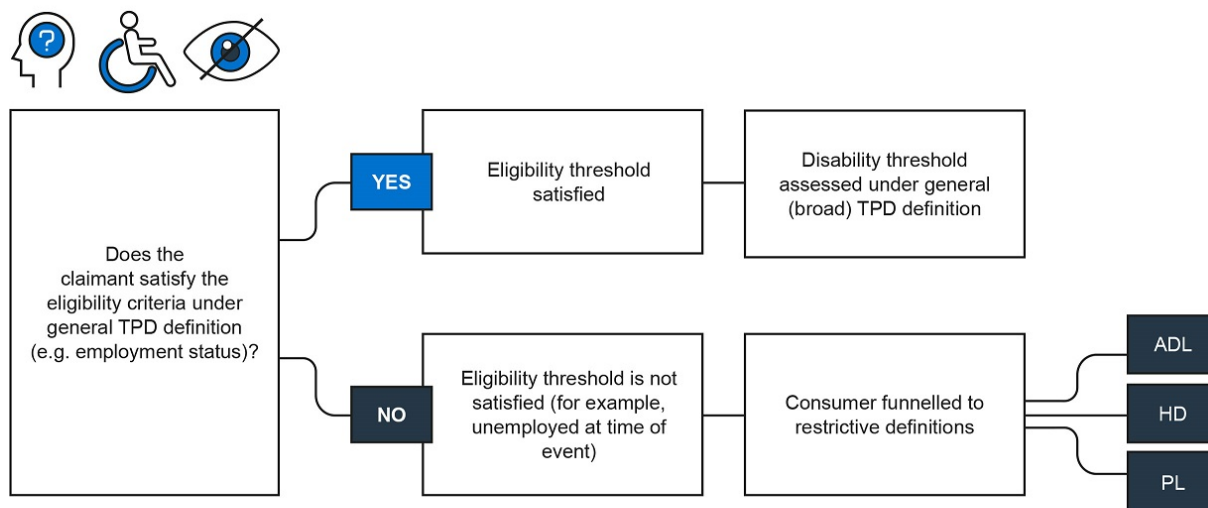 ?
Does the
claimant satisfy the
eligibility criteria under
general TPD definition
(e.g. employment status)?
YES
Eligibility threshold
satisfied
Disability threshold
assessed under general
(broad) TPD definition
NO
Eligibility threshold is not
satisfied (for example,
unemployed at time of
event)
Consumer funnelled to
restrictive definitions
ADL
HD
PL